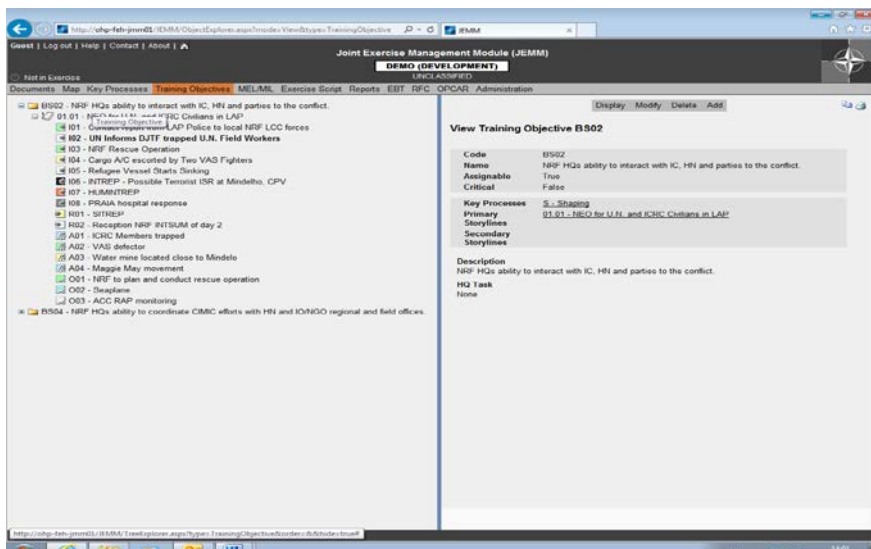 http://ohp-feh-jmm01/JEMM/ObjectExplorer.aspx?mode=View&type=TrainingObjective
JEMM
Guest | Log out | Help | Contact | About |
Joint Exercise Management Module (JEMM)
DEMO (DEVELOPMENT)
UNCLASSIFIED
Not in Exercise
Documents Map Key Processes Training Objectives MEL/MIL Exercise Script Reports EBT RFC OPCAR Administration
BS02 - NRF HQs ability to interact with IC, HN and parties to the conflict.
01.01 - NEO for U.N. and ICRC Civilians in LAP
Training Objective
I01 - Contact report from LAP Police to local NRF LCC forces
I02 - UN Informs DJTF trapped U.N. Field Workers
I03 - NRF Rescue Operation
I04 - Cargo A/C escorted by Two VAS Fighters
I05 - Refugee Vessel Starts Sinking
I06 - INTREP - Possible Terrorist ISR at Mindelho, CPV
I07 - HUMINTREP
I08 - PRAIA hospital response
R01 - SITREP
R02 - Reception NRF INTSUM of day 2
A01 - ICRC Members trapped
A02 - VAS defector
A03 - Water mine located close to Mindelo
A04 - Maggie May movement
O01 - NRF to plan and conduct rescue operation
O02 - Seaplane
O03 - ACC RAP monitoring
BS04 - NRF HQs ability to coordinate CIMIC efforts with HN and IO/NGO regional and field offices.
Display Modify Delete Add
View Training Objective BS02
Code BS02
Name NRF HQs ability to interact with IC, HN and parties to the conflict.
Assignable True
Critical False
Key Processes S - Shaping
Primary Storylines 01.01 - NEO for U.N. and ICRC Civilians in LAP
Secondary Storylines
Description
NRF HQs ability to interact with IC, HN and parties to the conflict.
HQ Task
None
http://ohp-feh-jmm01/JEMM/TreeExplorer.aspx?type=TrainingObjective&order=&hide=true#